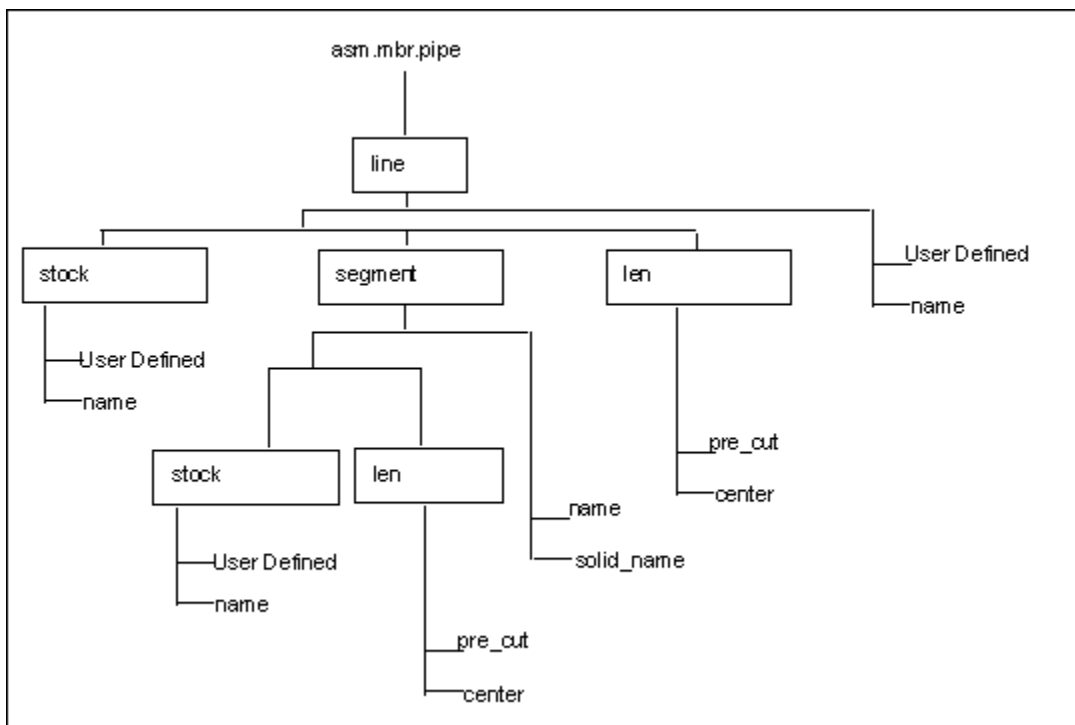 asm.mbr.pipe
line
stock
segment
len
User Defined
name
User Defined
name
pre_cut
center
stock
len
name
solid_name
User Defined
name
pre_cut
center